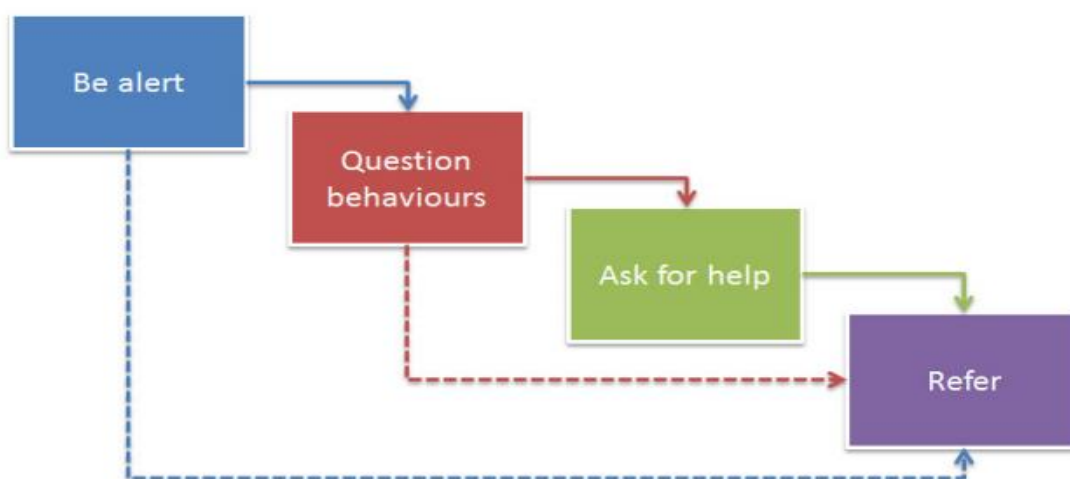 Be alert
Question
behaviours
Ask for help
Refer